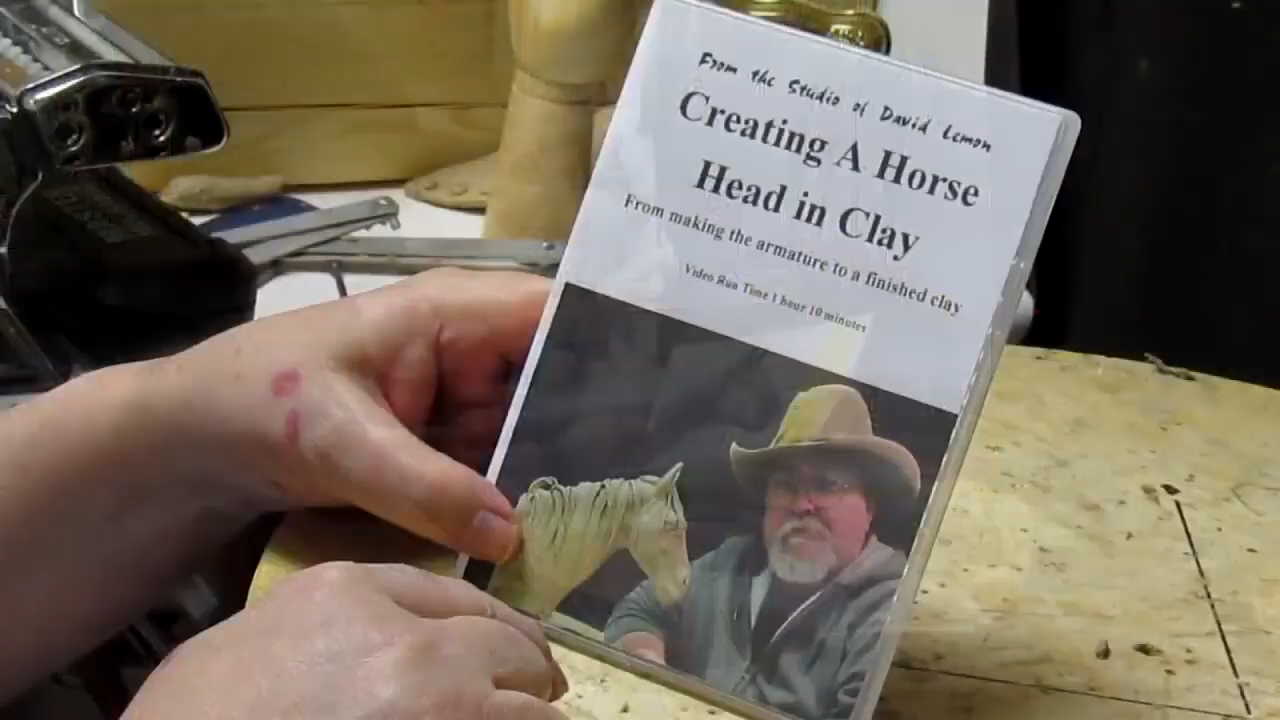 From the Studio of David Lemon
Creating A Horse
Head in Clay
From making the armature to a finished clay
Video Run Time 1 hour 10 minutes